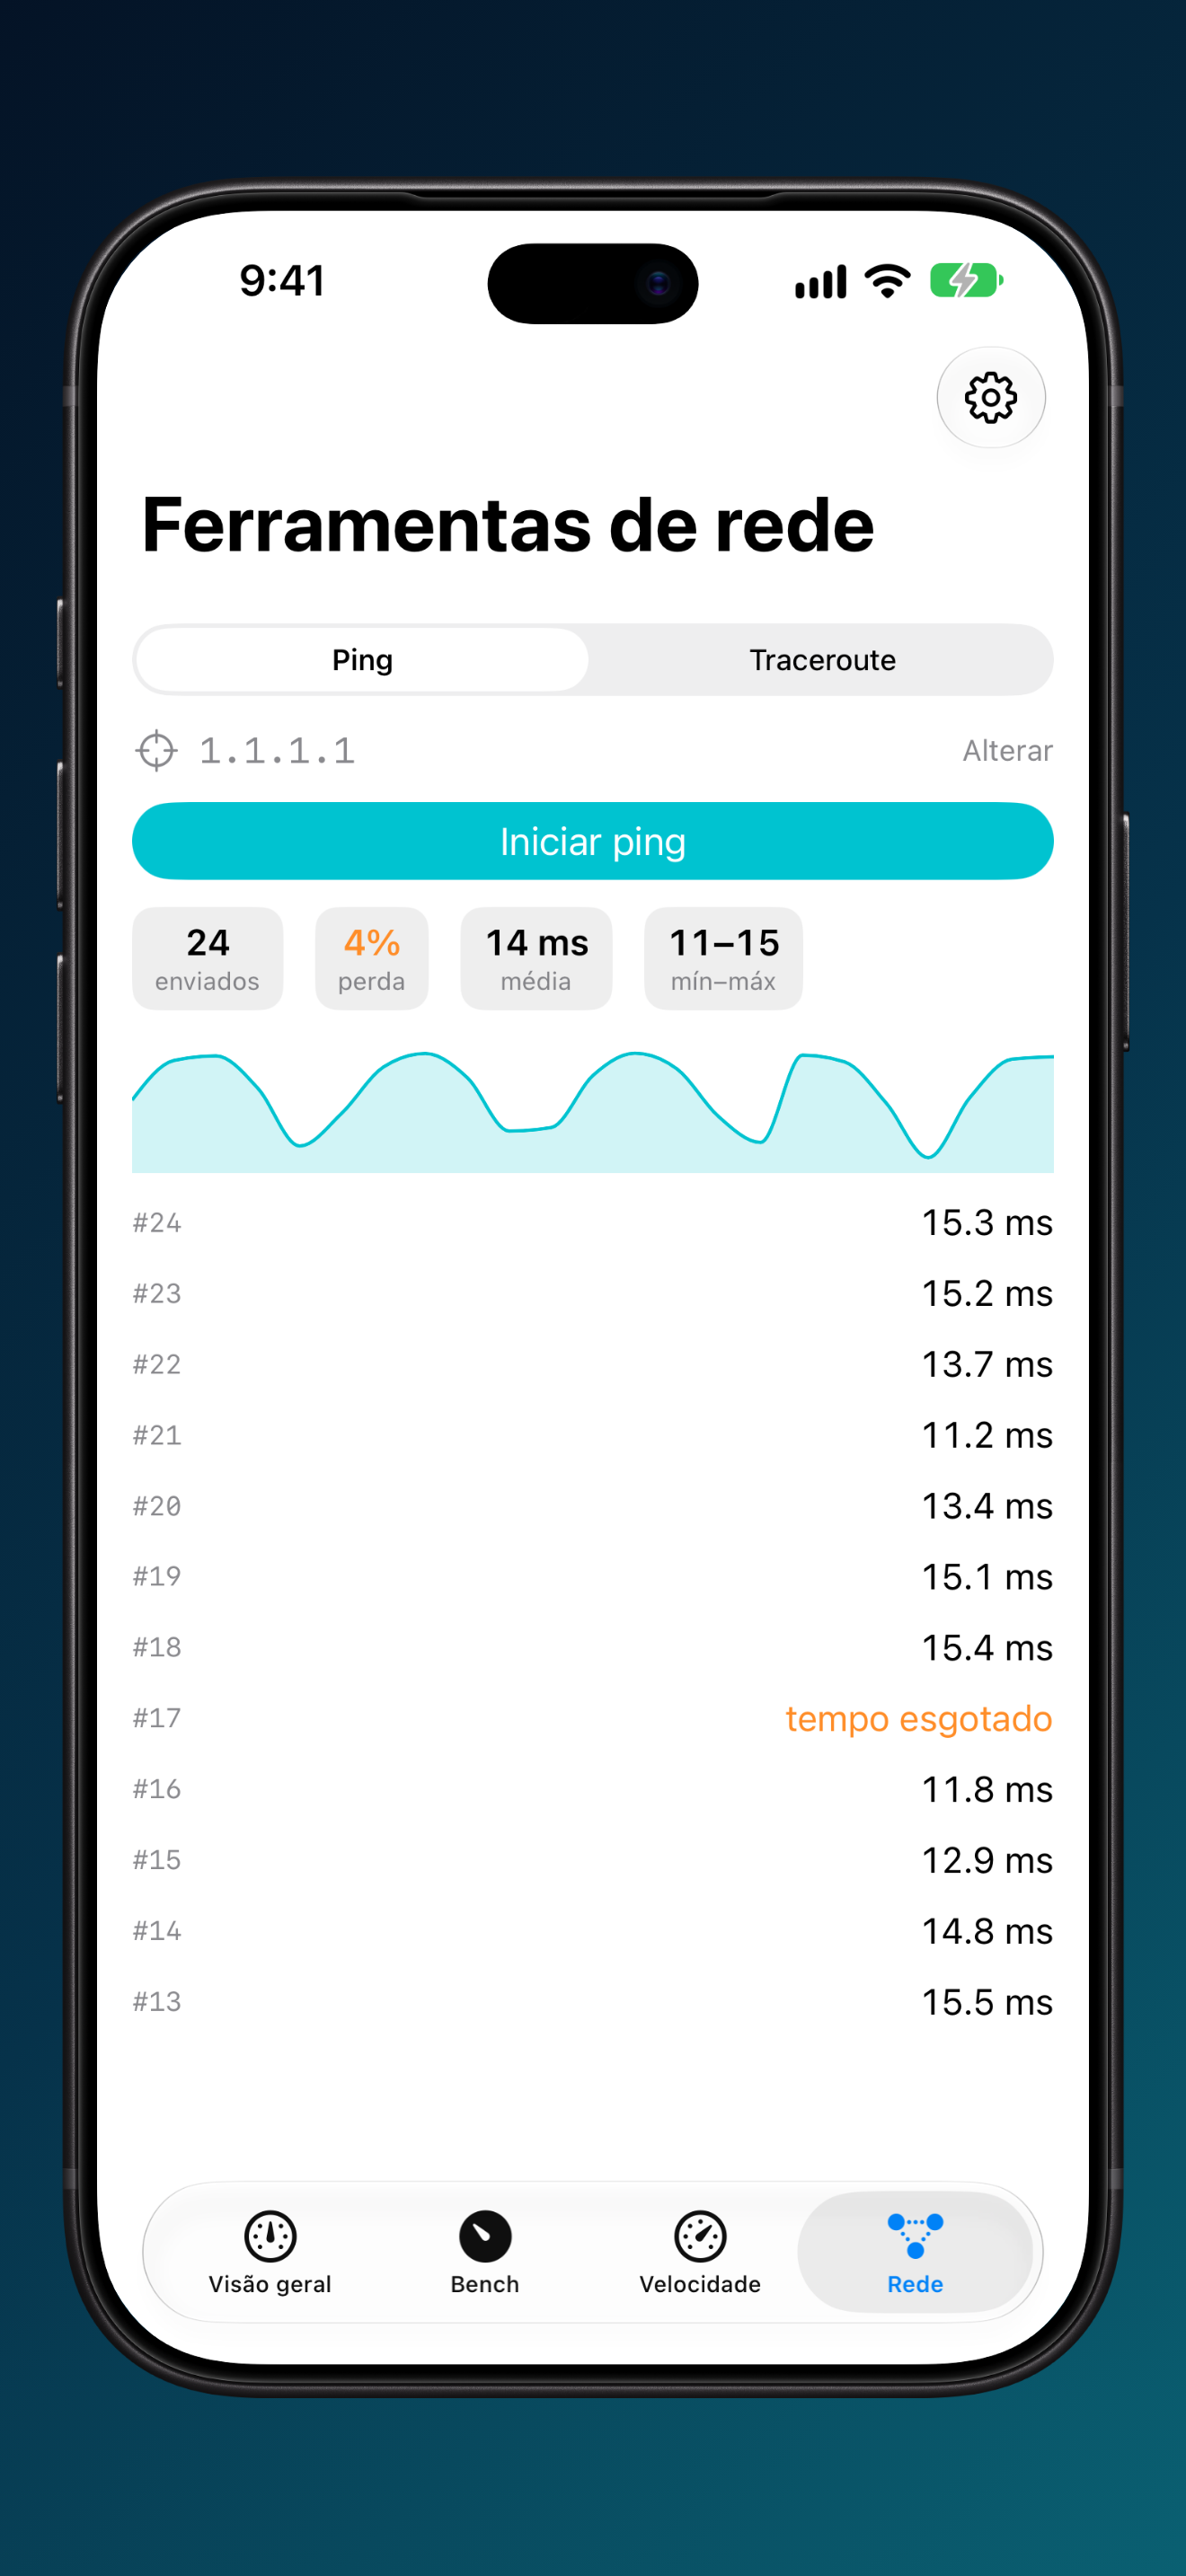 9:41
Ferramentas de rede
Ping Traceroute
1.1.1.1 Alterar
Iniciar ping
24 4% 14 ms 11–15
enviados perda média mín–máx
#24 15.3 ms
#23 15.2 ms
#22 13.7 ms
#21 11.2 ms
#20 13.4 ms
#19 15.1 ms
#18 15.4 ms
#17 tempo esgotado
#16 11.8 ms
#15 12.9 ms
#14 14.8 ms
#13 15.5 ms
Visão geral Bench Velocidade Rede